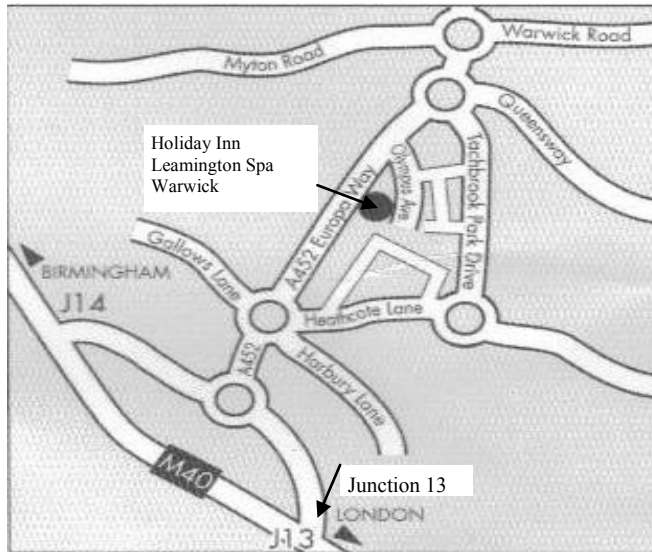 Warwick Road
Myton Road
Queensway
Holiday Inn
Leamington Spa
Warwick
Olympus Ave.
Tachbrook Park Drive
A452 Europa Way
Gallows Lane
BIRMINGHAM
J14
Heathcote Lane
A452
Harbury Lane
M40
Junction 13
LONDON
J13